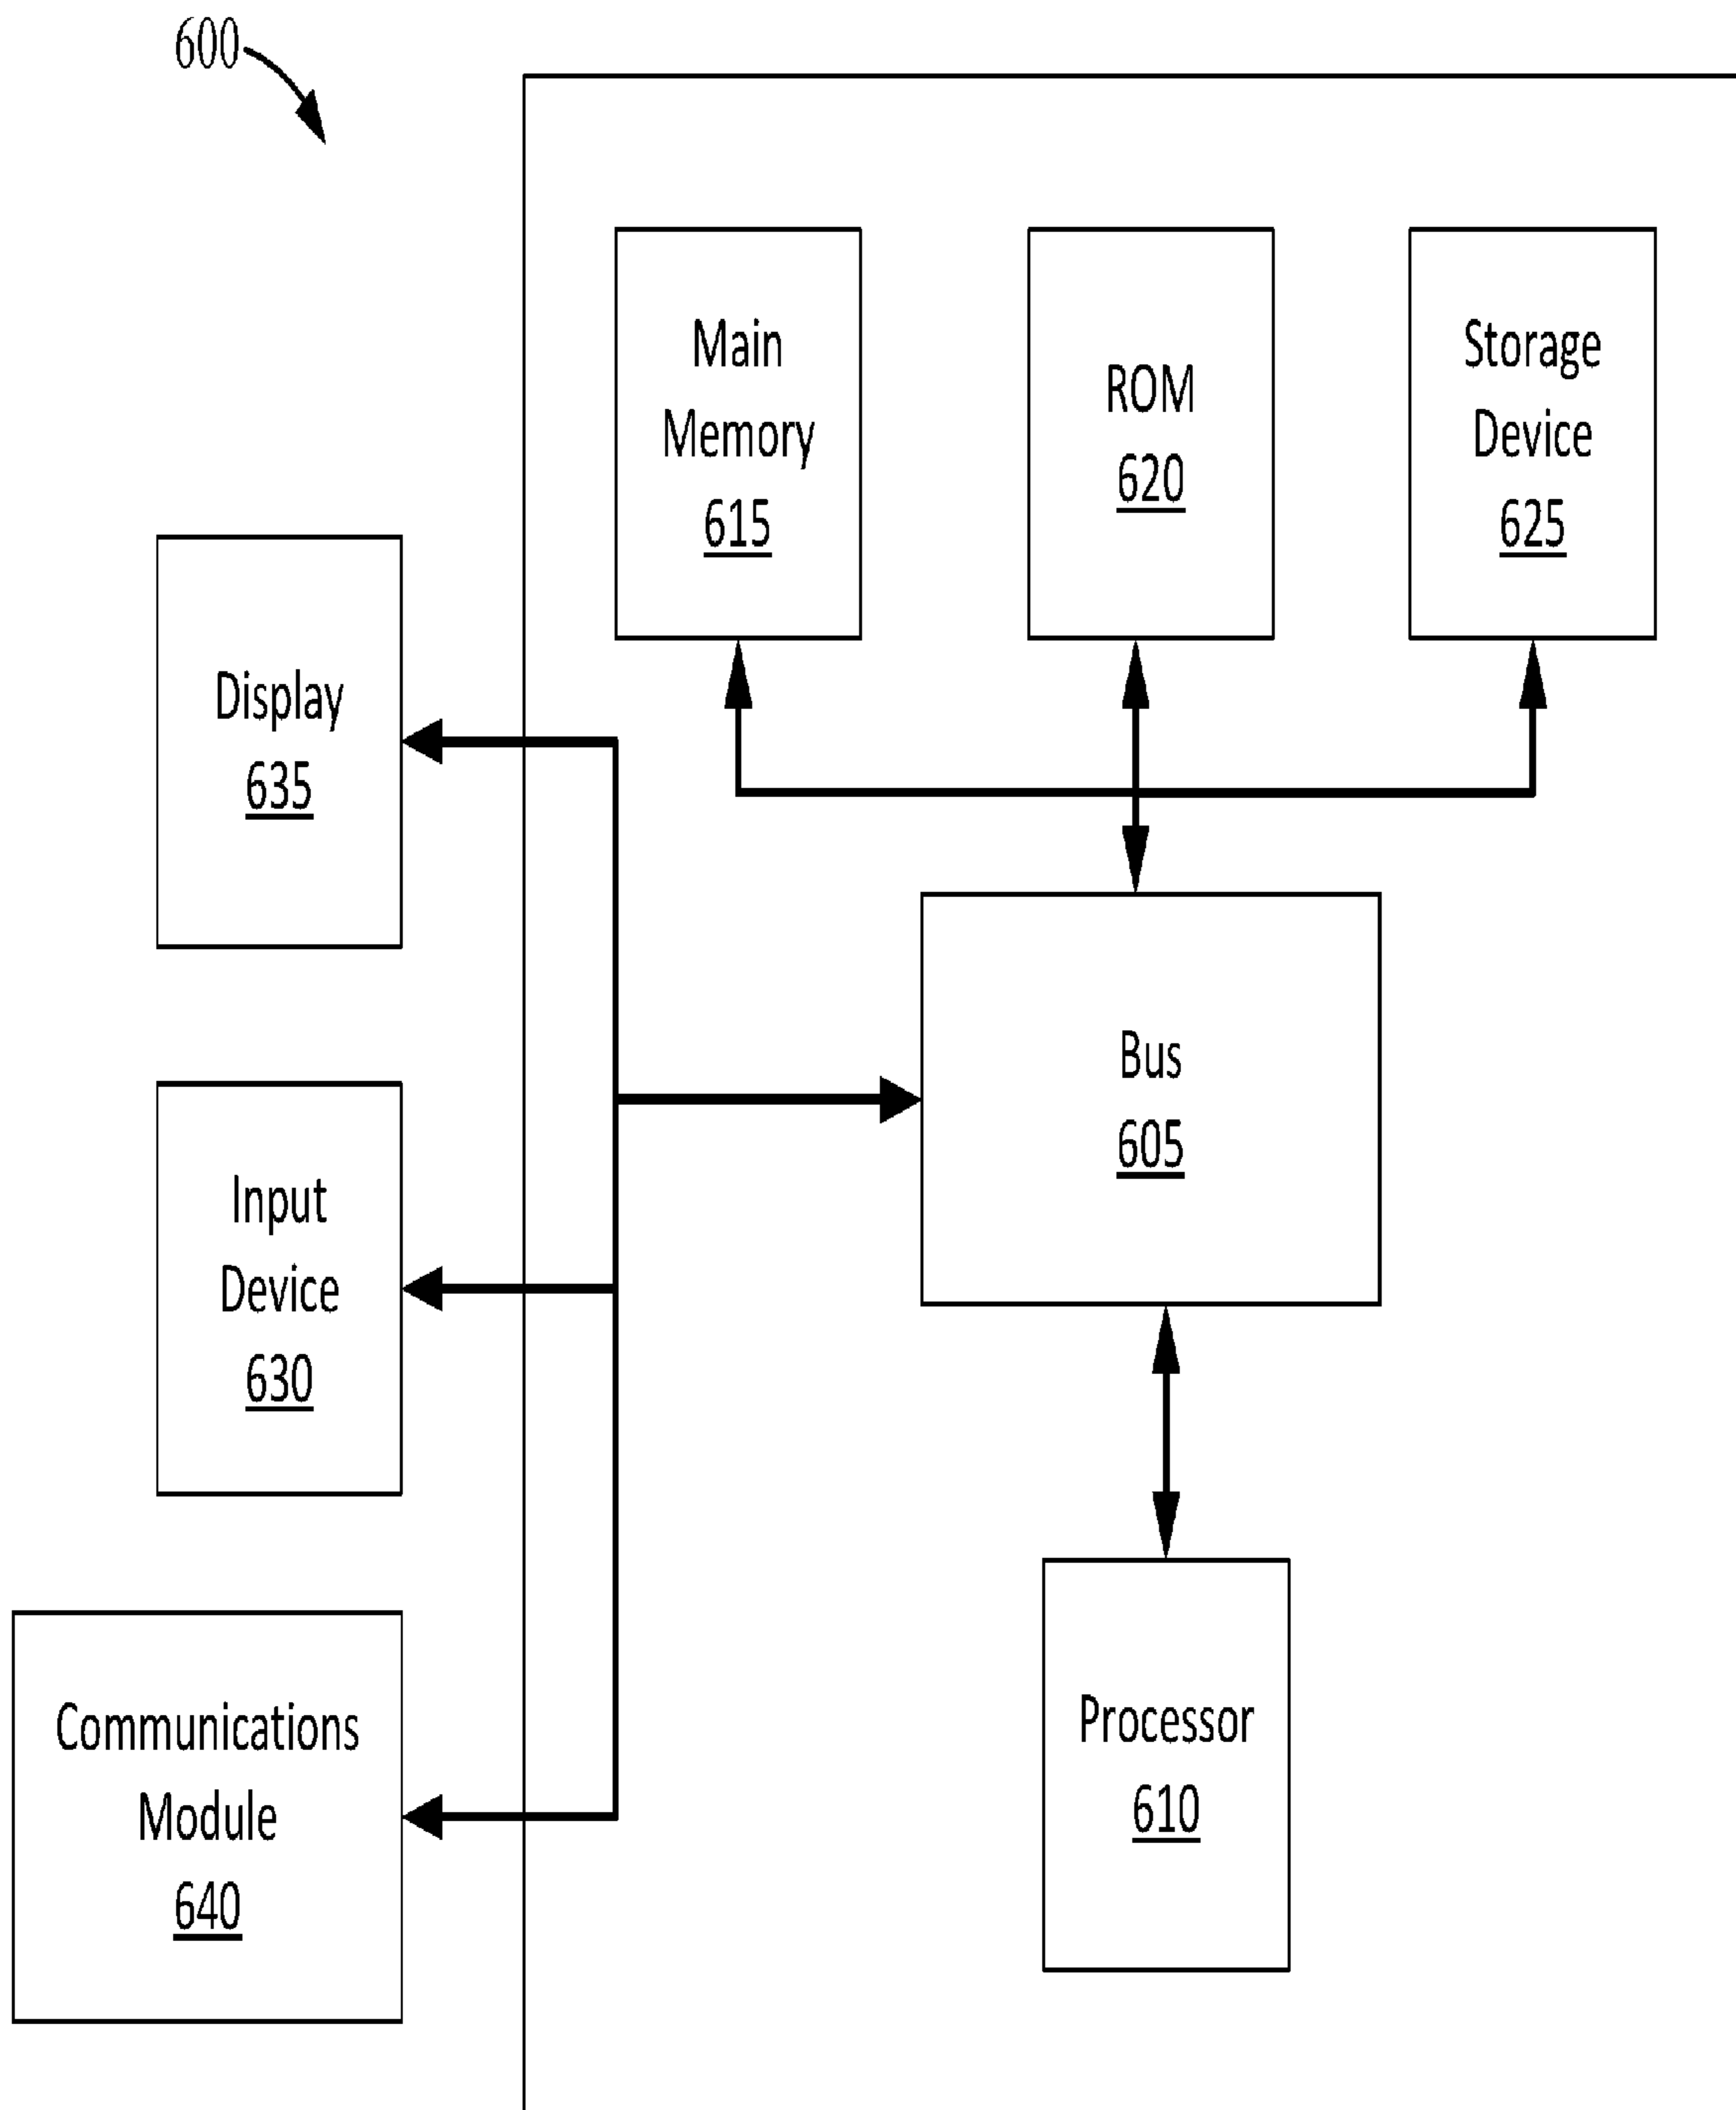 600
Main
Memory
615
ROM
620
Storage
Device
625
Display
635
Bus
605
Input
Device
630
Communications
Module
640
Processor
610